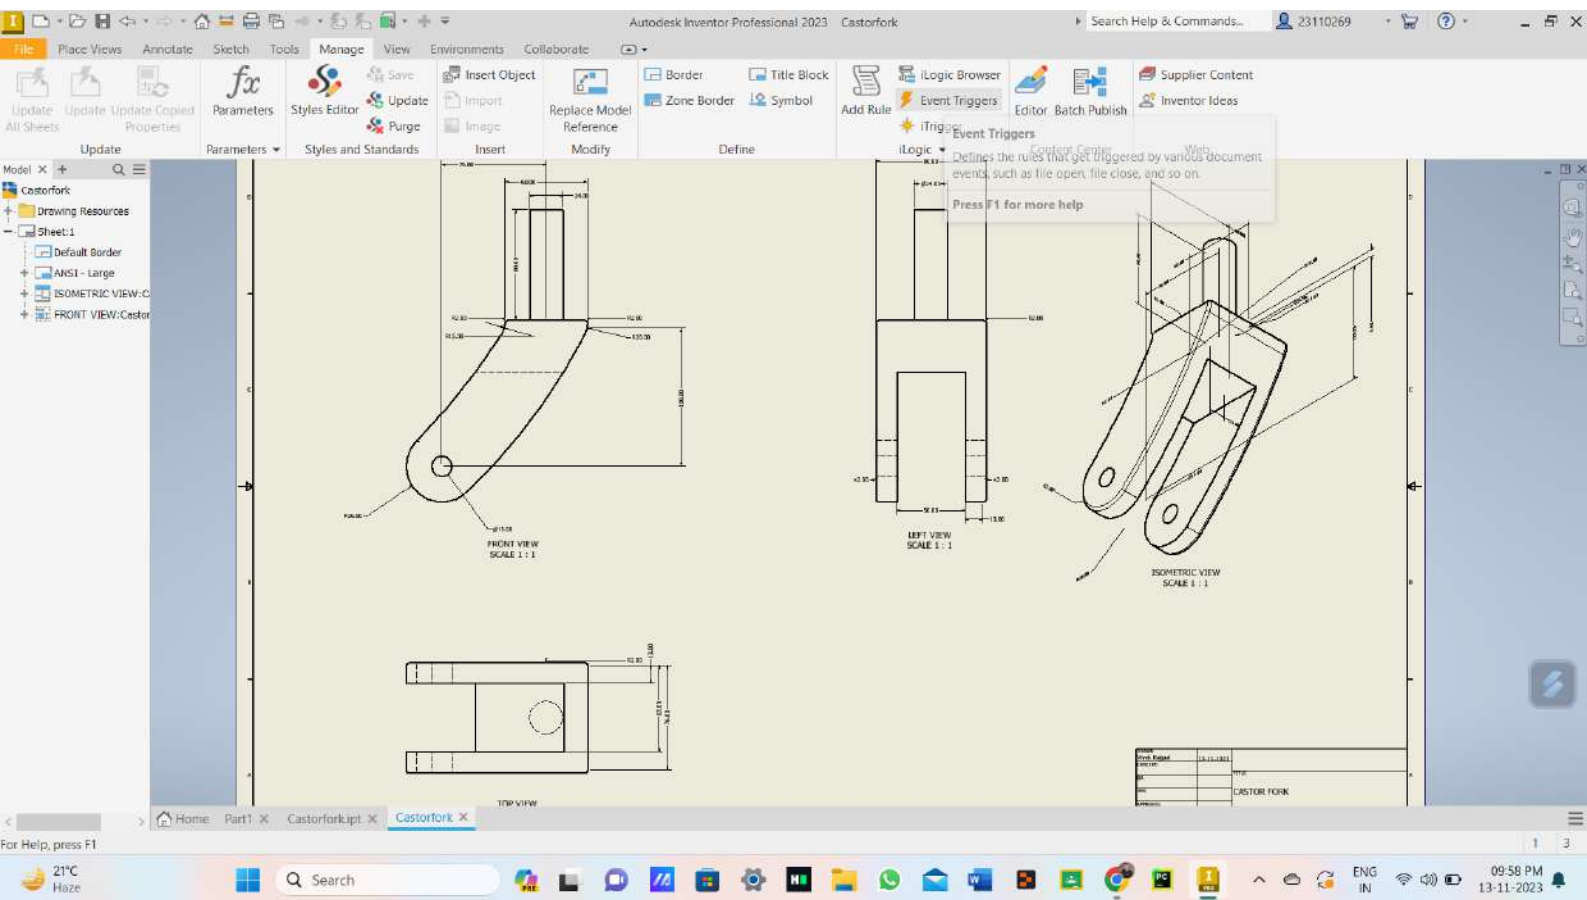 Autodesk Inventor Professional 2023 Castorfork
Search Help & Commands...
23110269
File Place Views Annotate Sketch Tools Manage View Environments Collaborate
Update All Sheets
Update
Update Copied Properties
Update
fx
Parameters
Parameters
Styles Editor
Save
Update
Purge
Styles and Standards
Insert Object
Import
Image
Insert
Replace Model Reference
Modify
Border
Zone Border
Title Block
Symbol
Define
Add Rule
iLogic Browser
Event Triggers
iTrigger
iLogic
Editor
Batch Publish
Content Center
Supplier Content
Inventor Ideas
Web
Event Triggers
Defines the rules that get triggered by various document
events, such as file open, file close, and so on.
Press F1 for more help
Model
Castorfork
Drawing Resources
Sheet:1
Default Border
ANSI - Large
ISOMETRIC VIEW:C
FRONT VIEW:Castor
FRONT VIEW
SCALE 1 : 1
LEFT VIEW
SCALE 1 : 1
ISOMETRIC VIEW
SCALE 1 : 1
TOP VIEW
TITLE
CASTOR FORK
Home Part1 Castorfork.ipt Castorfork
For Help, press F1
1 3
21°C
Haze
Search
ENG
IN
09:58 PM
13-11-2023